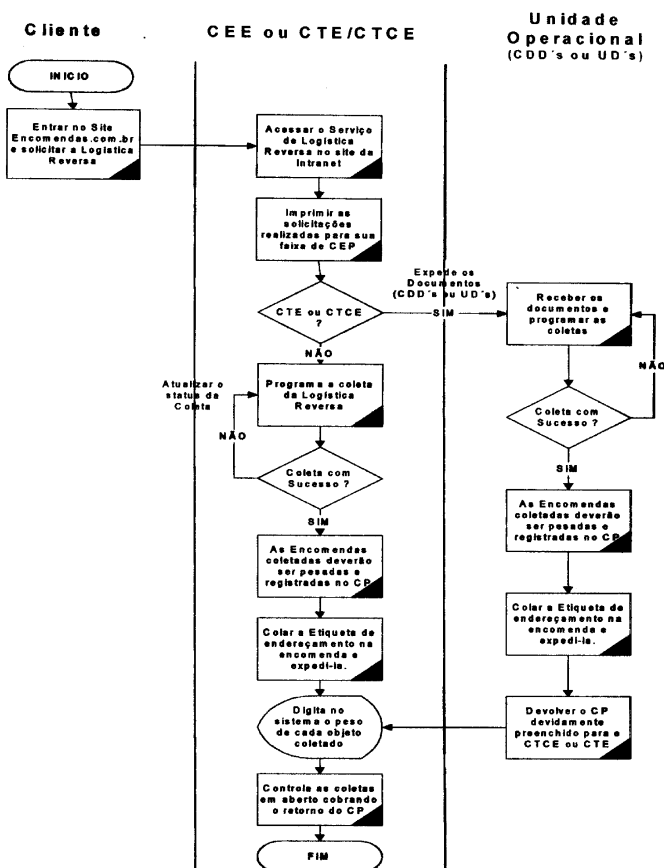 Cliente
CEE ou CTE/CTCE
Unidade
Operacional
(CDD´s ou UD´s)
INICIO
Entrar no Site
Encomendas.com.br
e solicitar a Logística
Reversa
Acessar o Serviço
de Logística
Reversa no site da
Intranet
Imprimir as
solicitações
realizadas para sua
faixa de CEP
CTE ou CTCE
?
Expede os
Documentos
(CDD´s ou UD´s)
SIM
NÃO
Receber os
documentos e
programar as
coletas
NÃO
Coleta com
Sucesso ?
SIM
Atualizar o
status da
Coleta
Programa a coleta
da Logística
Reversa
NÃO
Coleta com
Sucesso ?
SIM
As Encomendas
coletadas deverão
ser pesadas e
registradas no CP
Colar a Etiqueta de
endereçamento na
encomenda e
expedi-la.
As Encomendas
coletadas deverão
ser pesadas e
registradas no CP
Colar a Etiqueta de
endereçamento na
encomenda e
expedi-la.
Devolver o CP
devidamente
preenchido para e
CTCE ou CTE
Digita no
sistema o peso
de cada objeto
coletado
Controla as coletas
em aberto cobrando
o retorno do CP
FIM